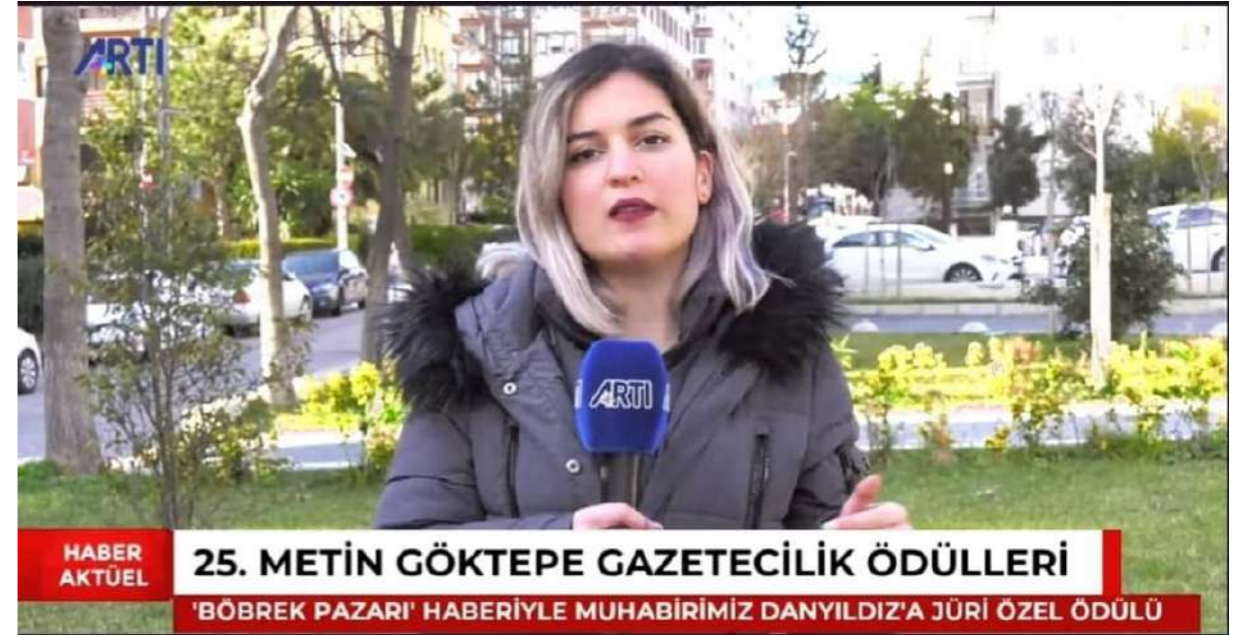 ARTI
ARTI
HABER
AKTÜEL
25. METİN GÖKTEPE GAZETECİLİK ÖDÜLLERİ
'BÖBREK PAZARI' HABERİYLE MUHABİRİMİZ DANYILDIZ'A JÜRİ ÖZEL ÖDÜLÜ